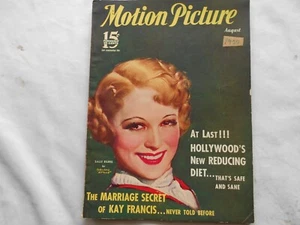 Motion Picture
15
August
AT LAST!!!
HOLLYWOOD'S
NEW REDUCING
DIET...THAT'S SAFE
AND SANE
THE MARRIAGE SECRET
OF KAY FRANCIS...NEVER TOLD BEFORE